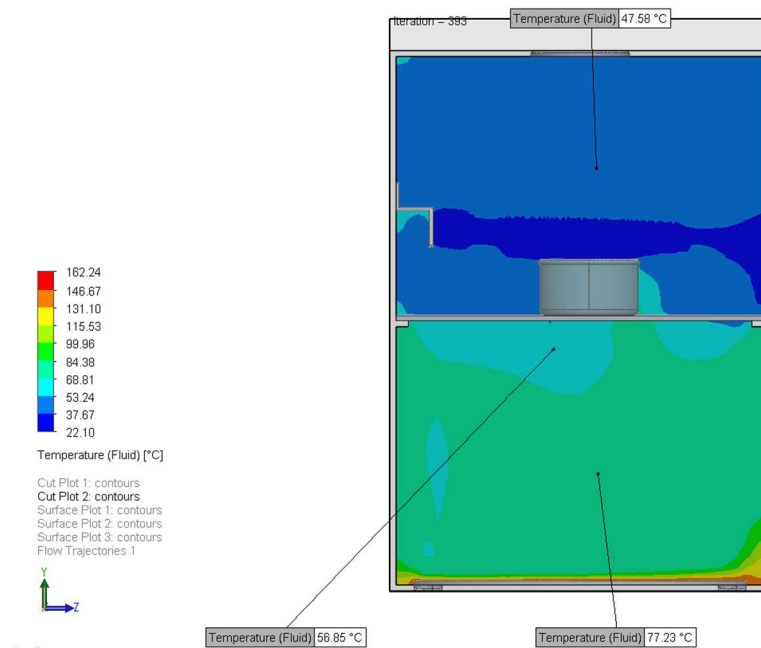 Iteration = 393
Temperature (Fluid) 47.58 °C
162.24
146.67
131.10
115.53
99.96
84.38
68.81
53.24
37.67
22.10
Temperature (Fluid) [°C]
Cut Plot 1: contours
Cut Plot 2: contours
Surface Plot 1: contours
Surface Plot 2: contours
Surface Plot 3: contours
Flow Trajectories 1
Y
Z
Temperature (Fluid) 56.85 °C
Temperature (Fluid) 77.23 °C